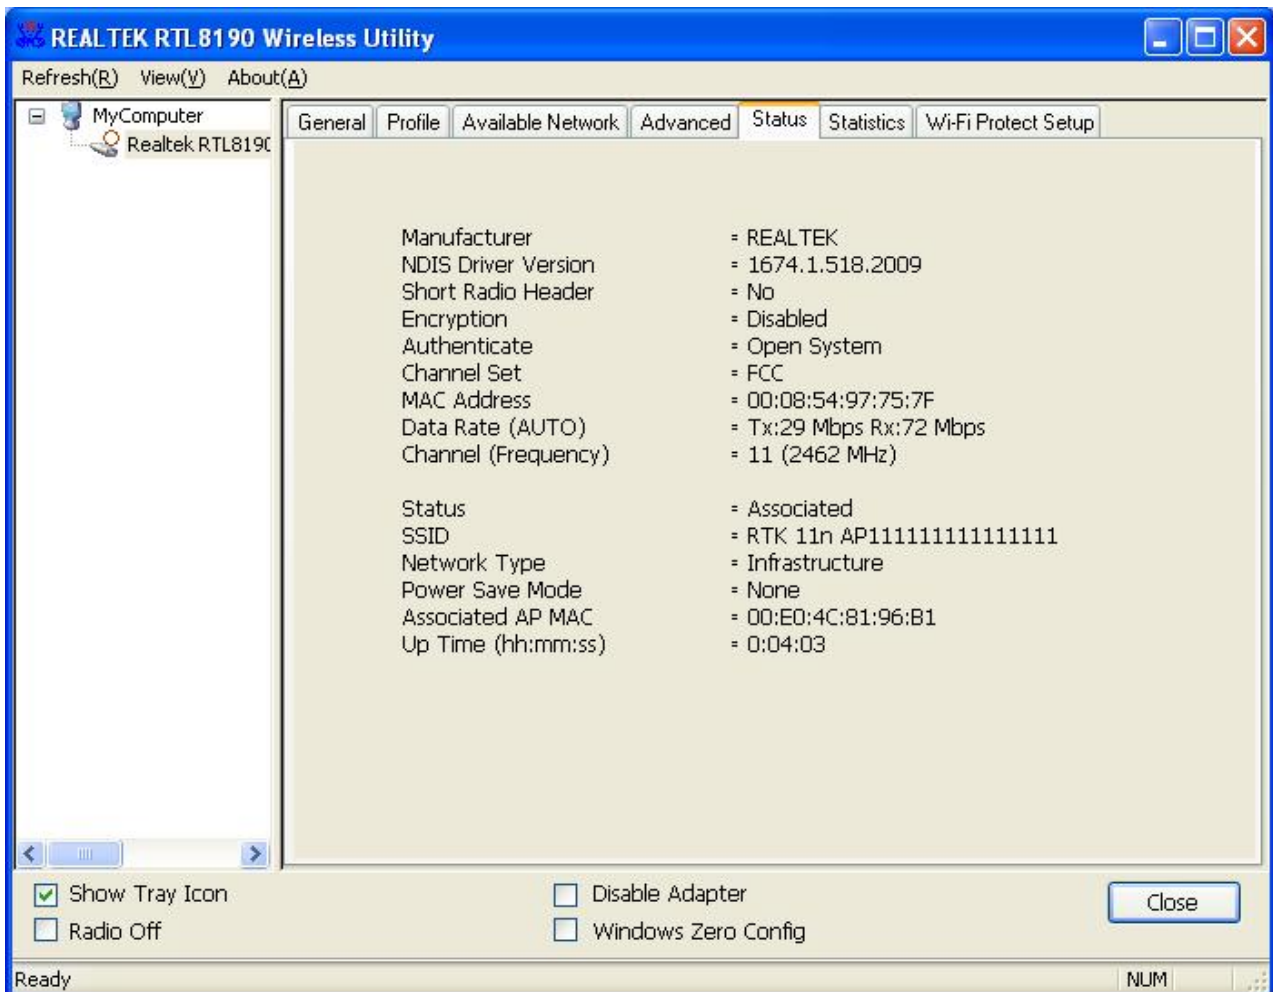 REALTEK RTL8190 Wireless Utility
Refresh(R) View(V) About(A)
MyComputer
Realtek RTL8190
General Profile Available Network Advanced Status Statistics Wi-Fi Protect Setup
Manufacturer = REALTEK
NDIS Driver Version = 1674.1.518.2009
Short Radio Header = No
Encryption = Disabled
Authenticate = Open System
Channel Set = FCC
MAC Address = 00:08:54:97:75:7F
Data Rate (AUTO) = Tx:29 Mbps Rx:72 Mbps
Channel (Frequency) = 11 (2462 MHz)
Status = Associated
SSID = RTK 11n AP111111111111111
Network Type = Infrastructure
Power Save Mode = None
Associated AP MAC = 00:E0:4C:81:96:B1
Up Time (hh:mm:ss) = 0:04:03
Show Tray Icon Disable Adapter
Close
Radio Off Windows Zero Config
Ready NUM